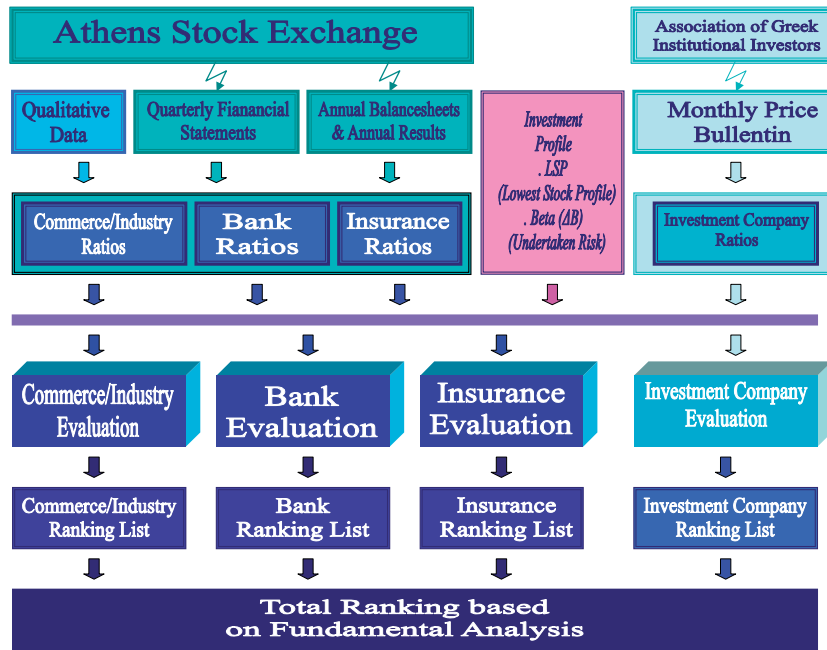 Athens Stock Exchange
Association of Greek
Institutional Investors
Qualitative
Data
Quarterly Fianancial
Statements
Annual Balancesheets
& Annual Results
Investment
Profile
. LSP
(Lowest Stock Profile)
. Beta (ΔB)
(Undertaken Risk)
Monthly Price
Bullentin
Commerce/Industry
Ratios
Bank
Ratios
Insurance
Ratios
Investment Company
Ratios
Commerce/Industry
Evaluation
Bank
Evaluation
Insurance
Evaluation
Investment Company
Evaluation
Commerce/Industry
Ranking List
Bank
Ranking List
Insurance
Ranking List
Investment Company
Ranking List
Total Ranking based
on Fundamental Analysis